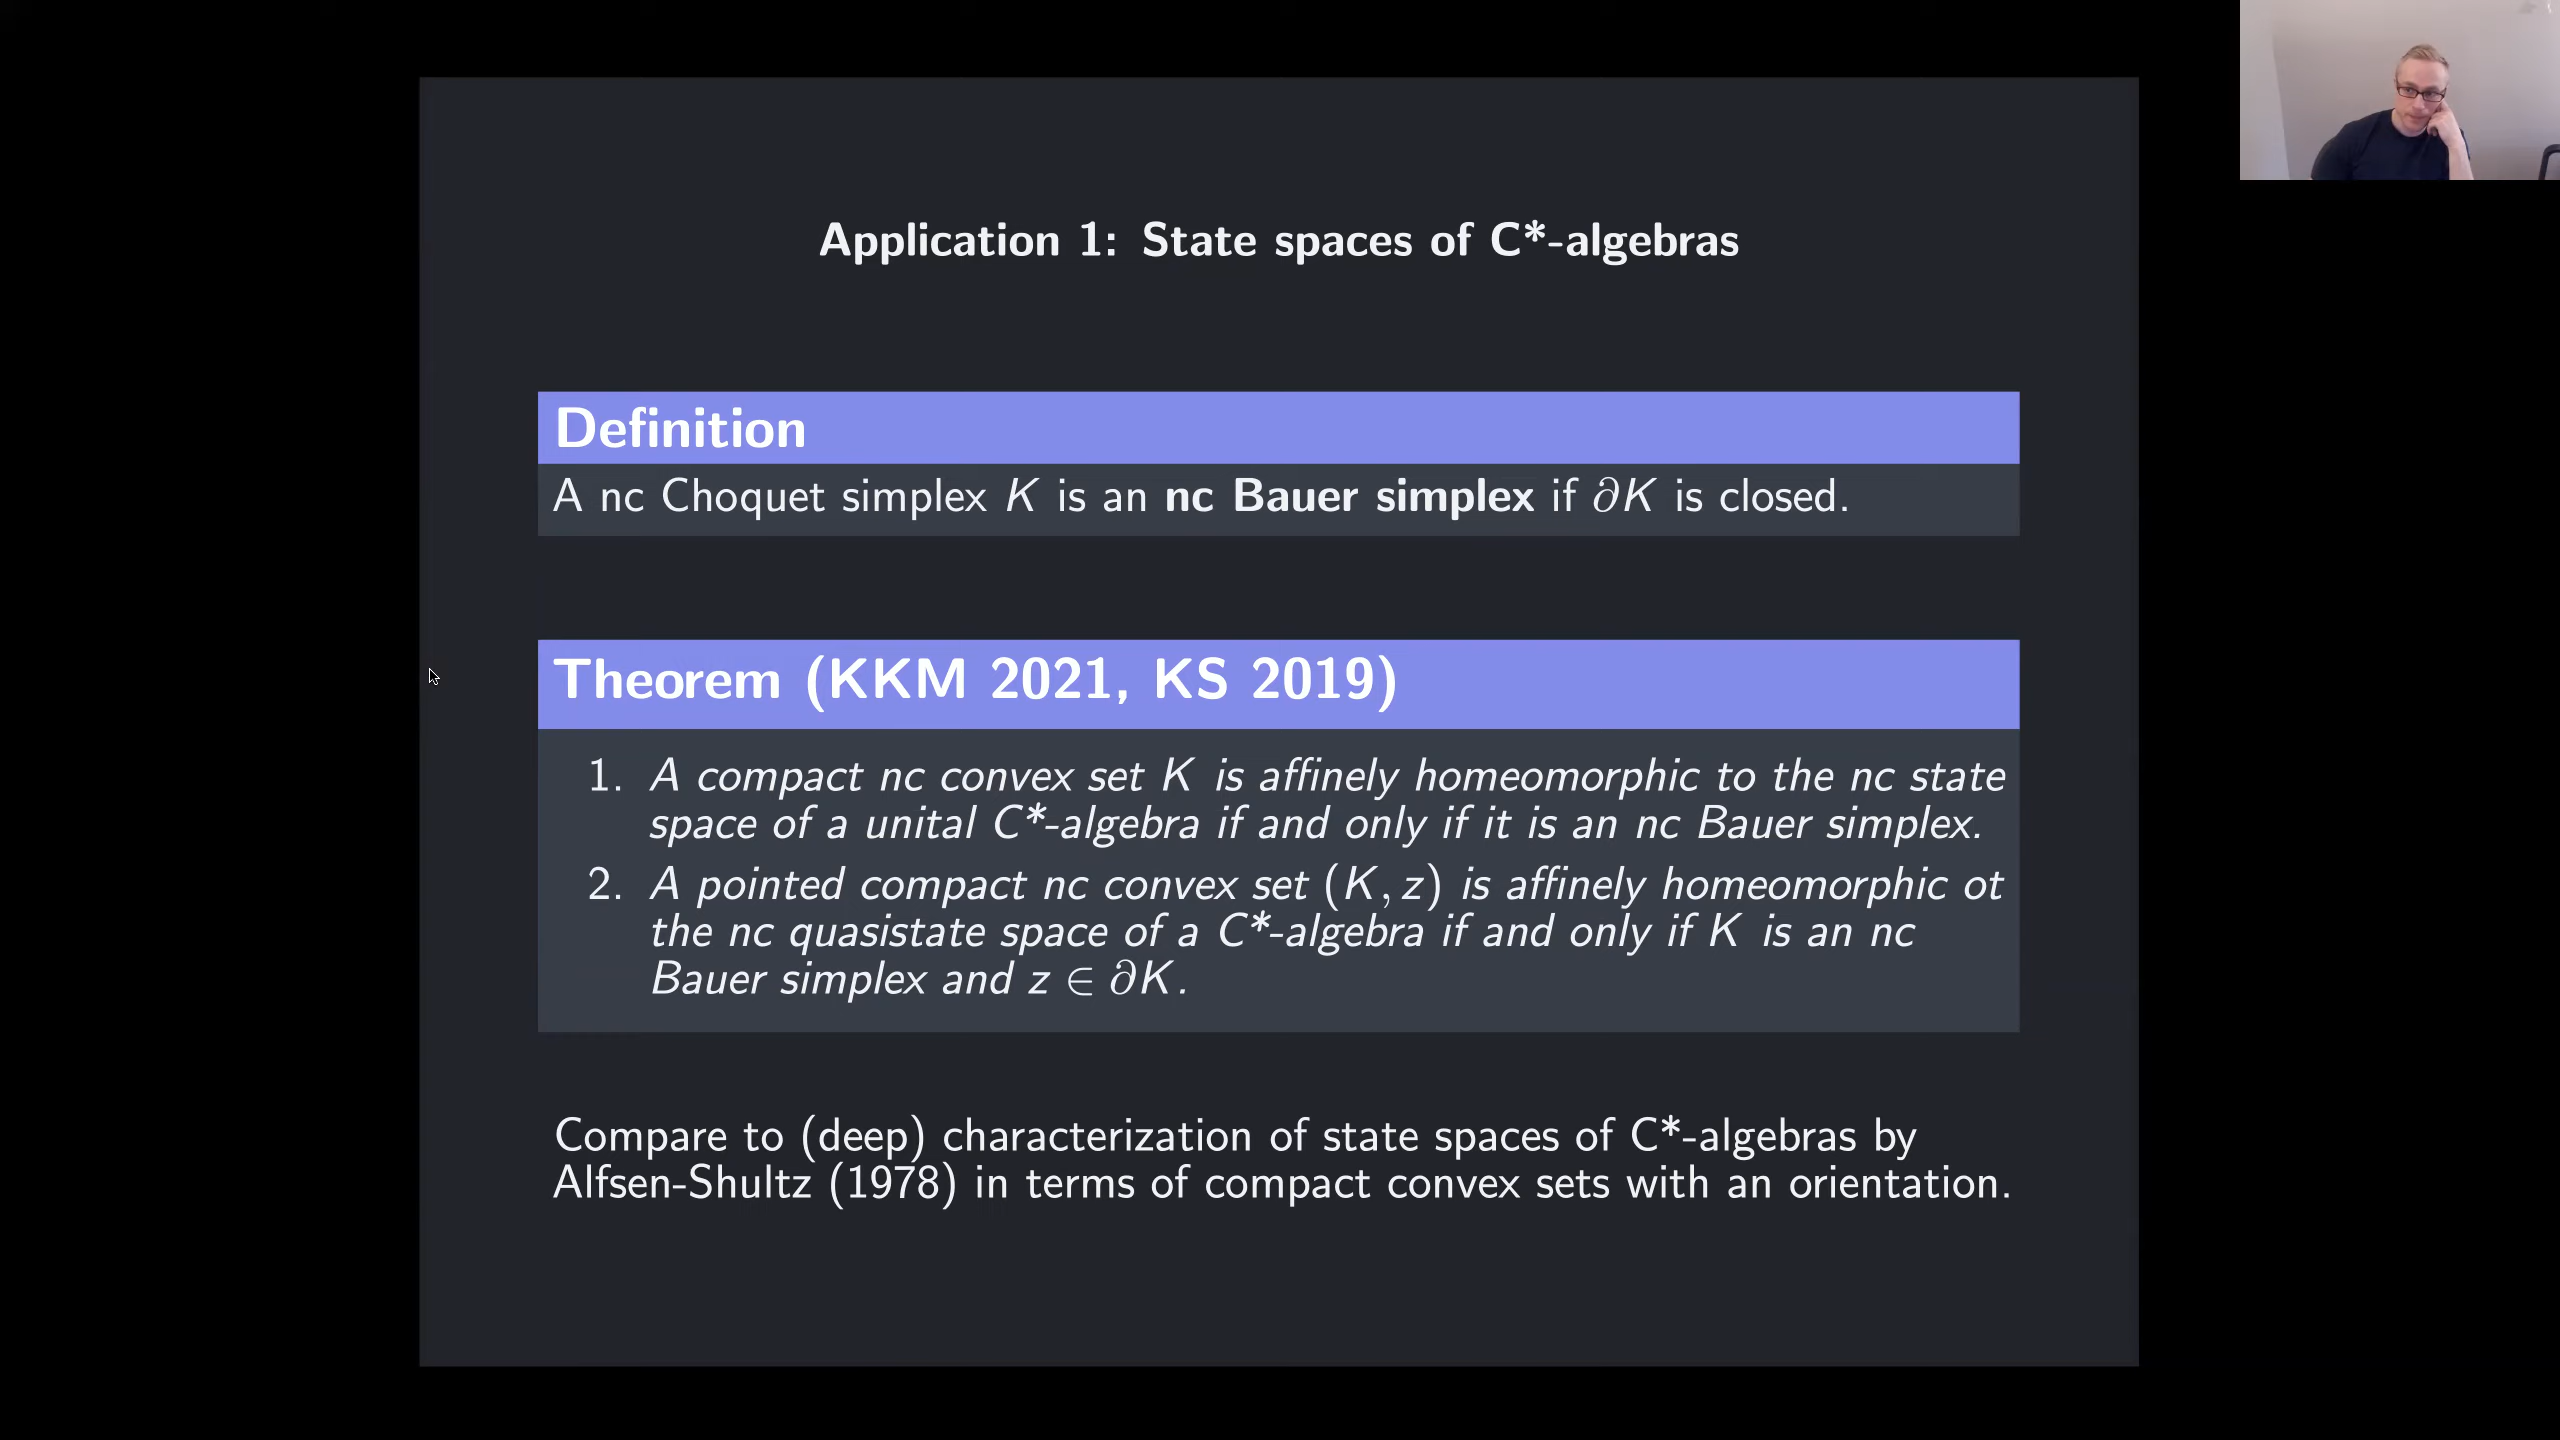 Application 1: State spaces of C*-algebras
Definition
A nc Choquet simplex K is an nc Bauer simplex if ∂K is closed.
Theorem (KKM 2021, KS 2019)
1. A compact nc convex set K is affinely homeomorphic to the nc state
space of a unital C*-algebra if and only if it is an nc Bauer simplex.
2. A pointed compact nc convex set (K, z) is affinely homeomorphic ot
the nc quasistate space of a C*-algebra if and only if K is an nc
Bauer simplex and z ∈ ∂K.
Compare to (deep) characterization of state spaces of C*-algebras by
Alfsen-Shultz (1978) in terms of compact convex sets with an orientation.